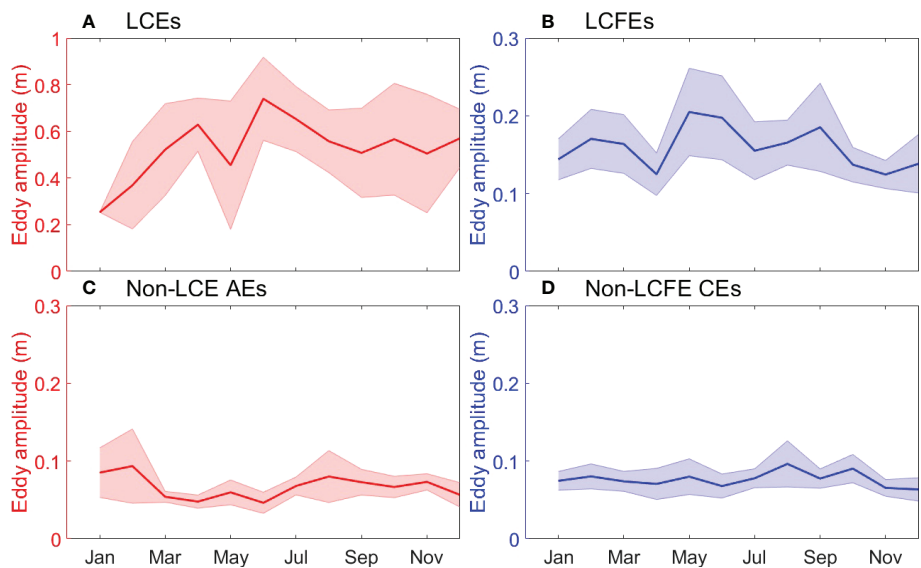 A LCEs
Eddy amplitude (m)
1
0.8
0.6
0.4
0.2
0
B LCFEs
Eddy amplitude (m)
0.3
0.2
0.1
0
C Non-LCE AEs
Eddy amplitude (m)
0.3
0.2
0.1
0
Jan Mar May Jul Sep Nov
D Non-LCFE CEs
Eddy amplitude (m)
0.3
0.2
0.1
0
Jan Mar May Jul Sep Nov